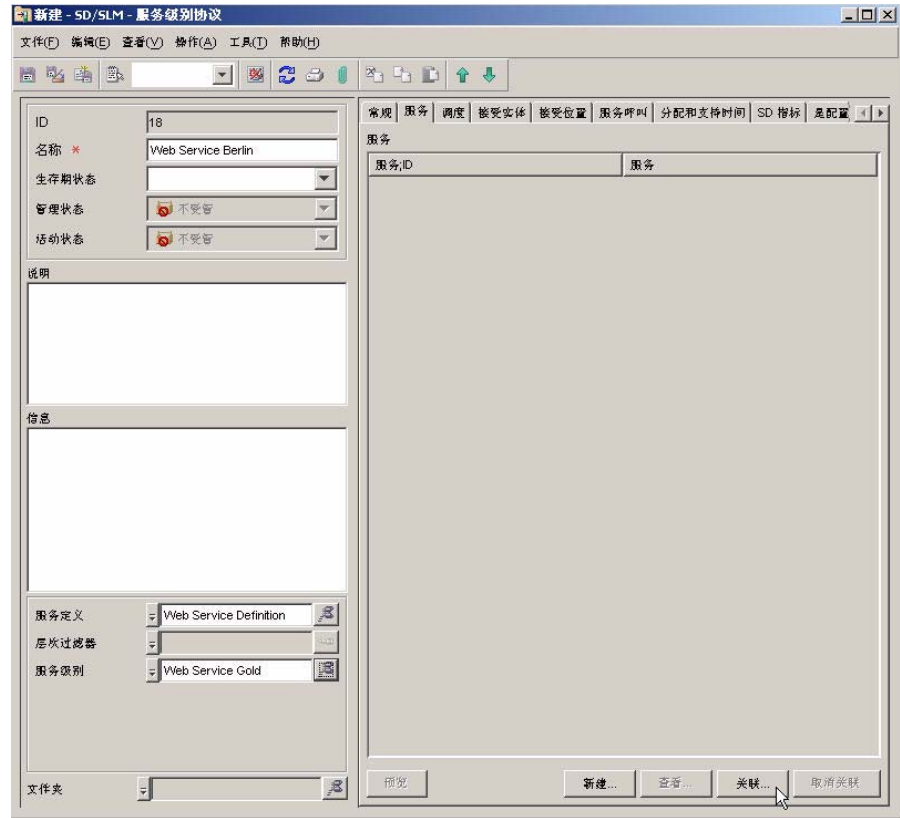 新建 - SD/SLM - 服务级别协议
文件(F) 编辑(E) 查看(V) 操作(A) 工具(T) 帮助(H)
ID 18
名称 * Web Service Berlin
生存期状态
管理状态 不受管
活动状态 不受管
说明
信息
服务定义 Web Service Definition
层次过滤器
服务级别 Web Service Gold
文件夹
常规 服务 调度 接受实体 接受位置 服务呼叫 分配和支持时间 SD 指标 是配置
服务
服务;ID 服务
预览 新建... 查看... 关联... 取消关联